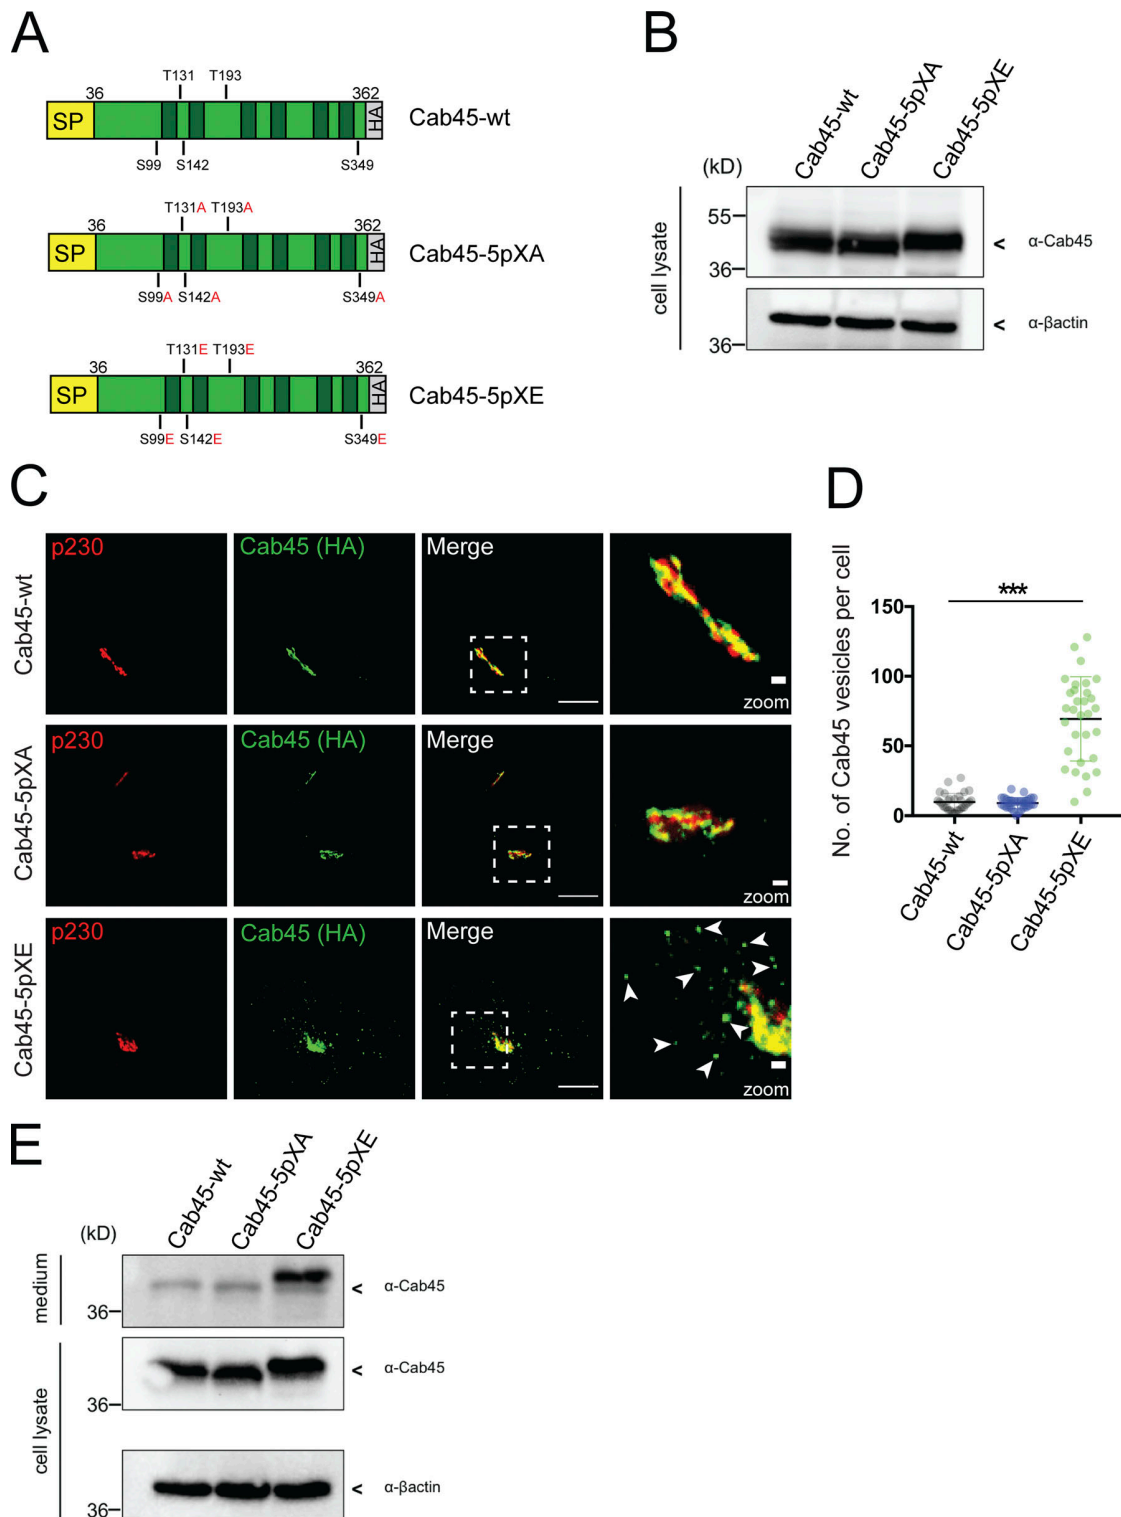 A
T131 T193
36 362
SP HA Cab45-wt
S99 S142 S349
T131A T193A
36 362
SP HA Cab45-5pXA
S99A S142A S349A
T131E T193E
36 362
SP HA Cab45-5pXE
S99E S142E S349E
B
Cab45-wt Cab45-5pXA Cab45-5pXE
(kD)
55
36
cell lysate
< α-Cab45
36
< α-βactin
C
Cab45-wt
p230 Cab45 (HA) Merge zoom
Cab45-5pXA
p230 Cab45 (HA) Merge zoom
Cab45-5pXE
p230 Cab45 (HA) Merge zoom
D
No. of Cab45 vesicles per cell
***
150
100
50
0
Cab45-wt Cab45-5pXA Cab45-5pXE
E
Cab45-wt Cab45-5pXA Cab45-5pXE
(kD)
medium
36
< α-Cab45
cell lysate
36
< α-Cab45
36
< α-βactin